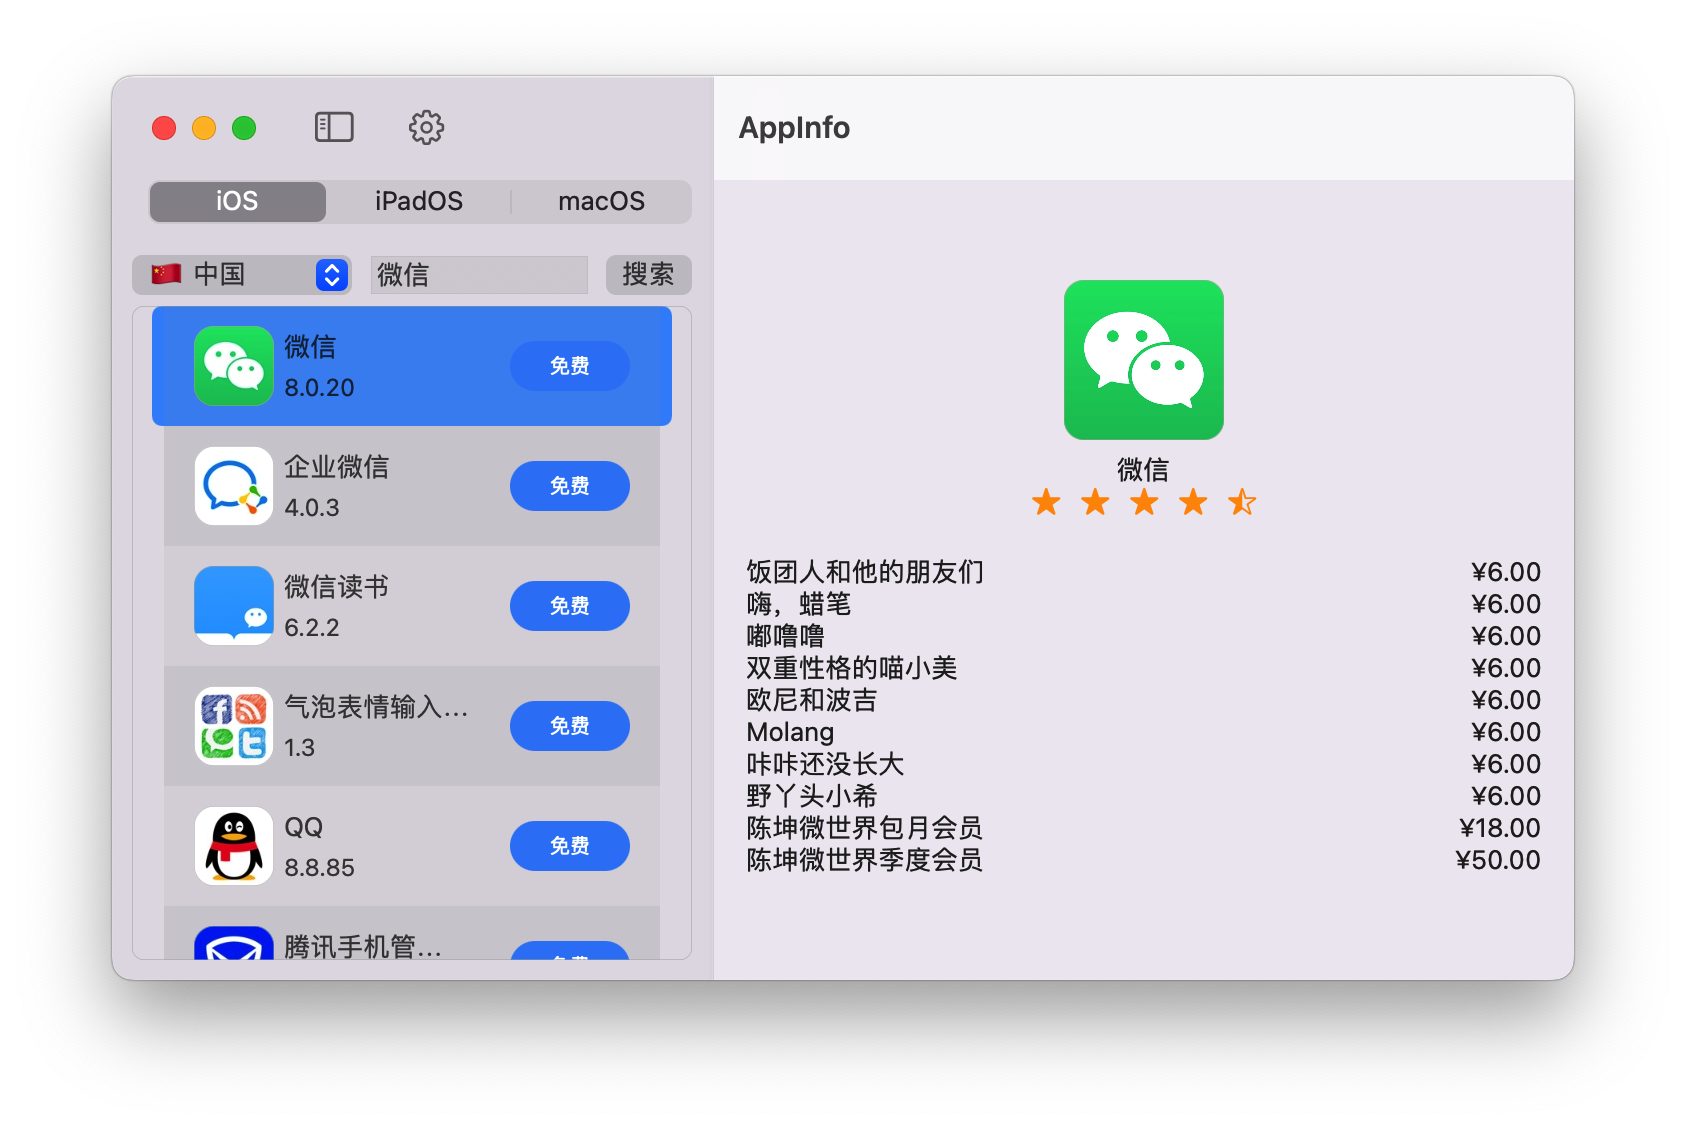 AppInfo
iOS
iPadOS
macOS
中国
微信
搜索
微信
8.0.20
免费
企业微信
4.0.3
免费
微信读书
6.2.2
免费
气泡表情输入...
1.3
免费
QQ
8.8.85
免费
腾讯手机管...
免费
微信
饭团人和他的朋友们 ¥6.00
嗨，蜡笔 ¥6.00
嘟噜噜 ¥6.00
双重性格的喵小美 ¥6.00
欧尼和波吉 ¥6.00
Molang ¥6.00
咔咔还没长大 ¥6.00
野丫头小希 ¥6.00
陈坤微世界包月会员 ¥18.00
陈坤微世界季度会员 ¥50.00